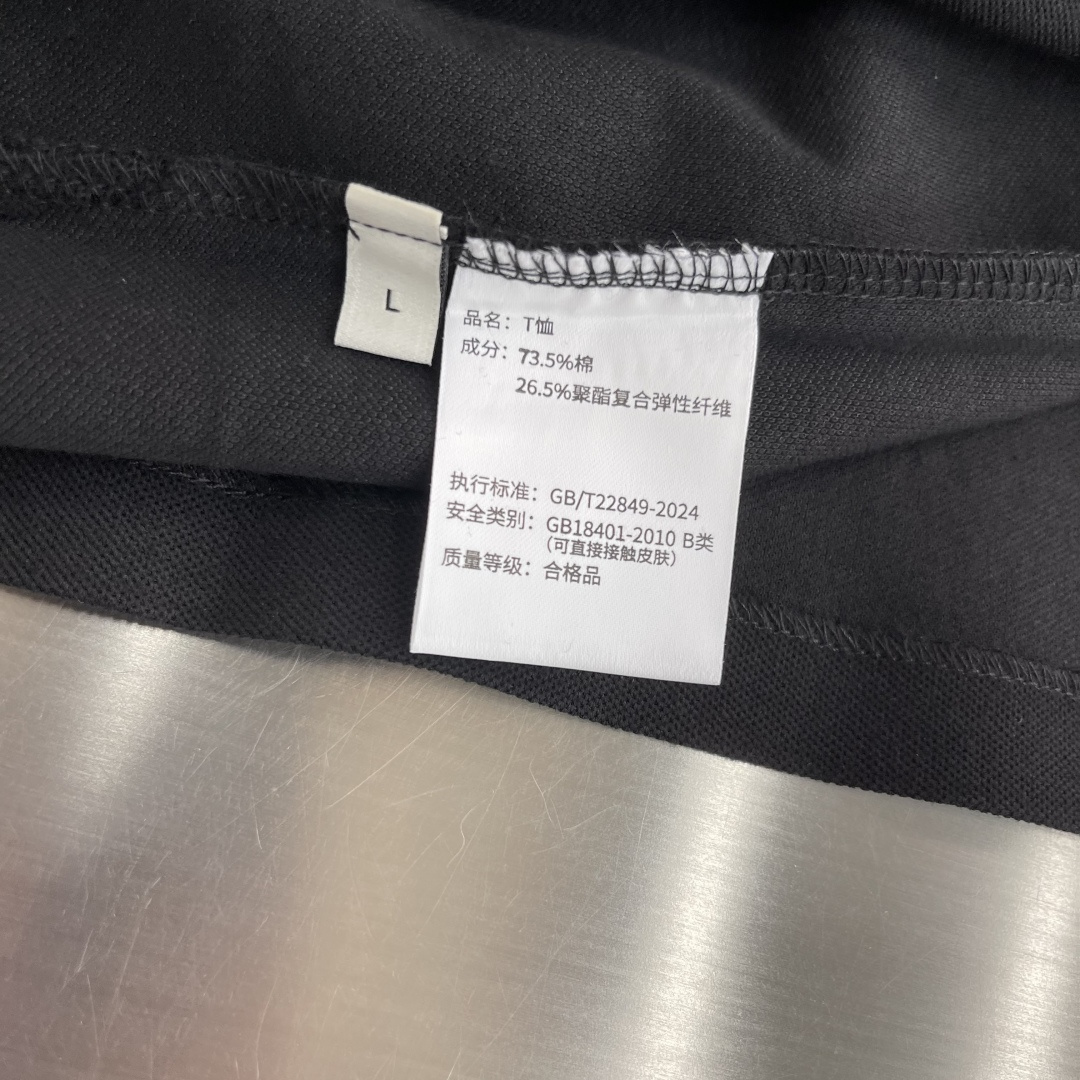 L
品名：T恤
成分：73.5%棉
26.5%聚酯复合弹性纤维
执行标准：GB/T22849-2024
安全类别：GB18401-2010 B类
（可直接接触皮肤）
质量等级：合格品